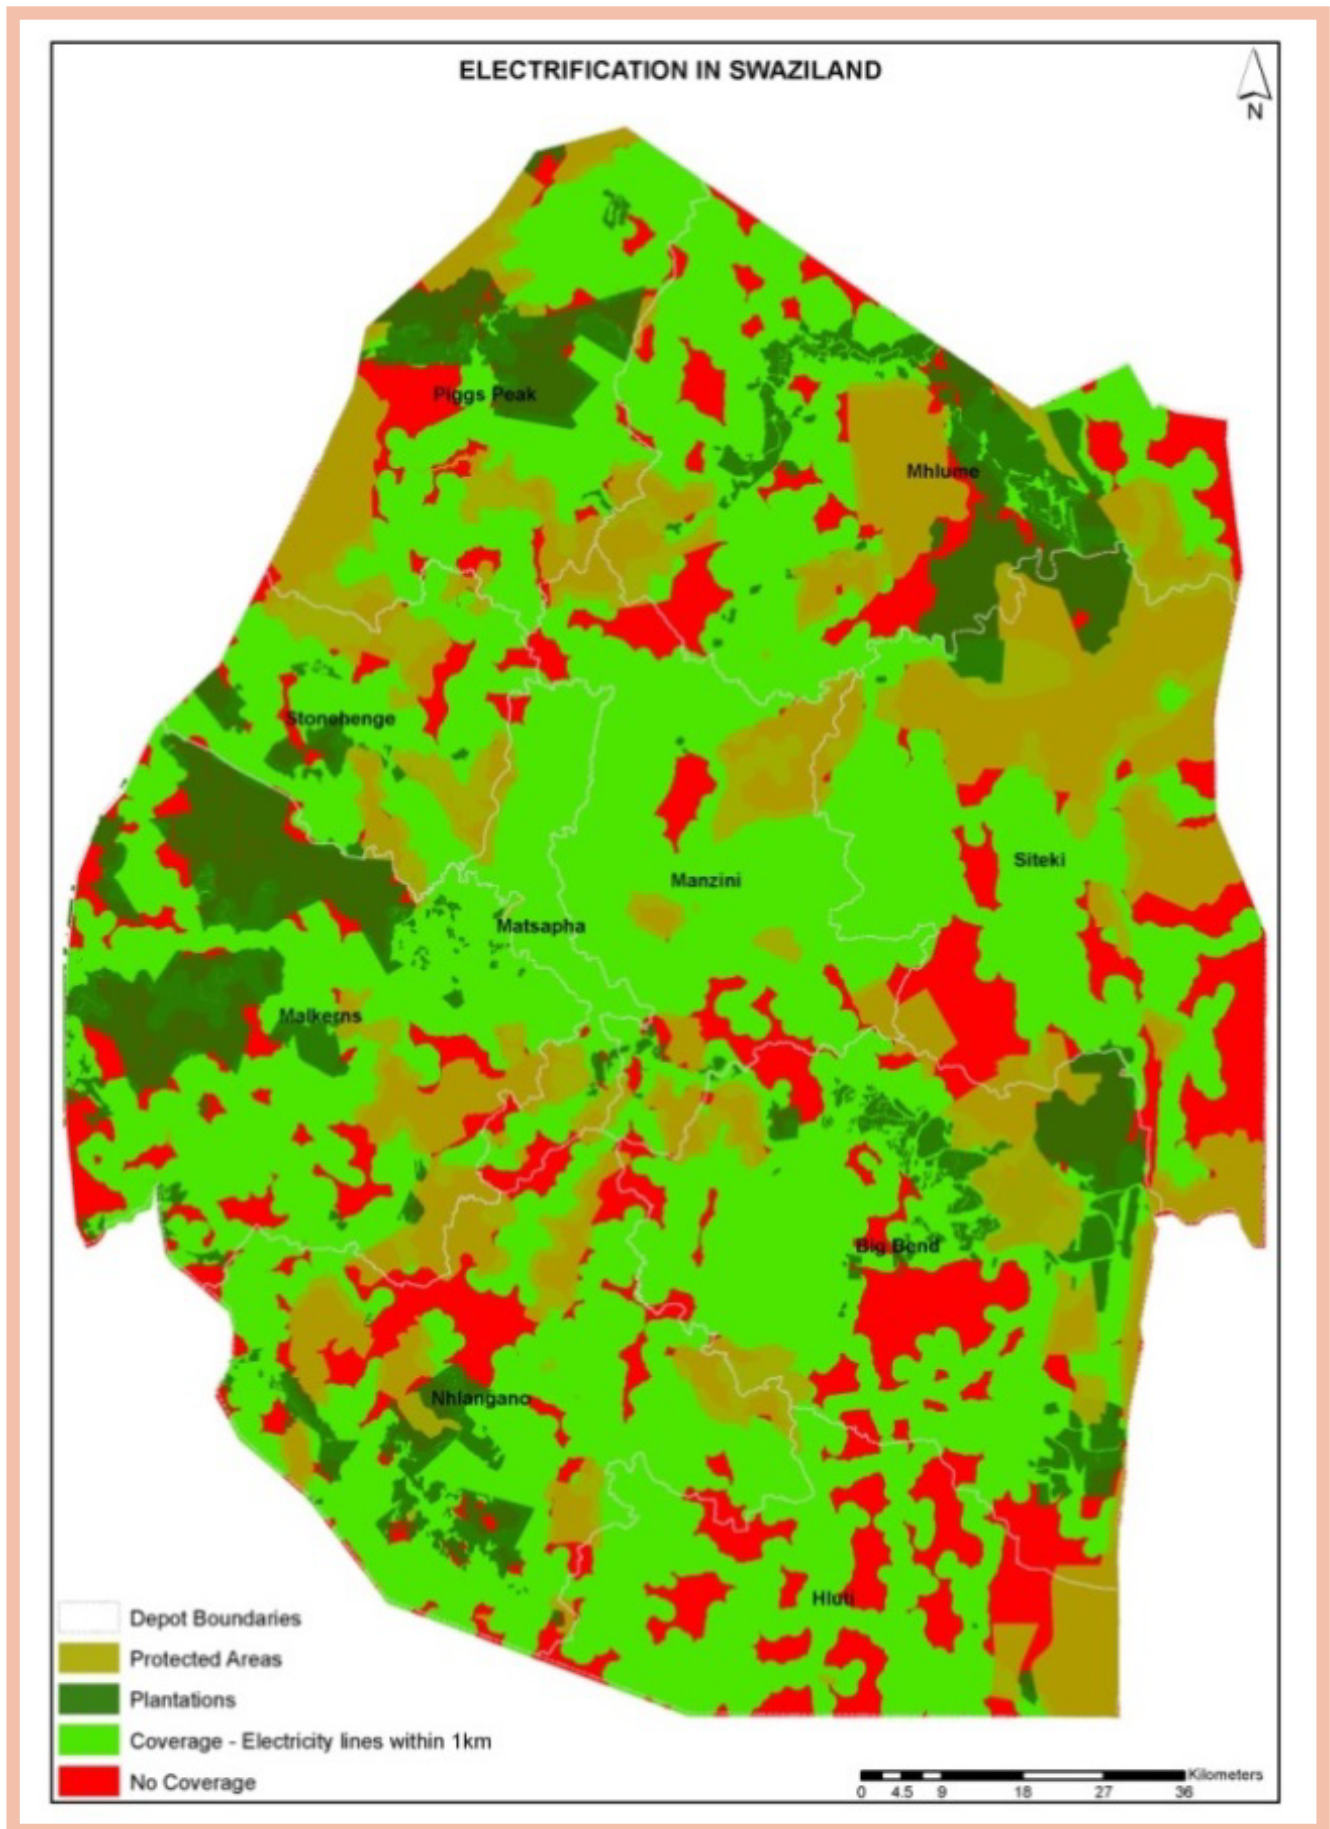 ELECTRIFICATION IN SWAZILAND
N
Piggs Peak
Mhlume
Stonehenge
Siteki
Manzini
Matsapha
Malkerns
Big Bend
Nhlangano
Hluti
Depot Boundaries
Protected Areas
Plantations
Coverage - Electricity lines within 1km
No Coverage
Kilometers
0 4.5 9 18 27 36